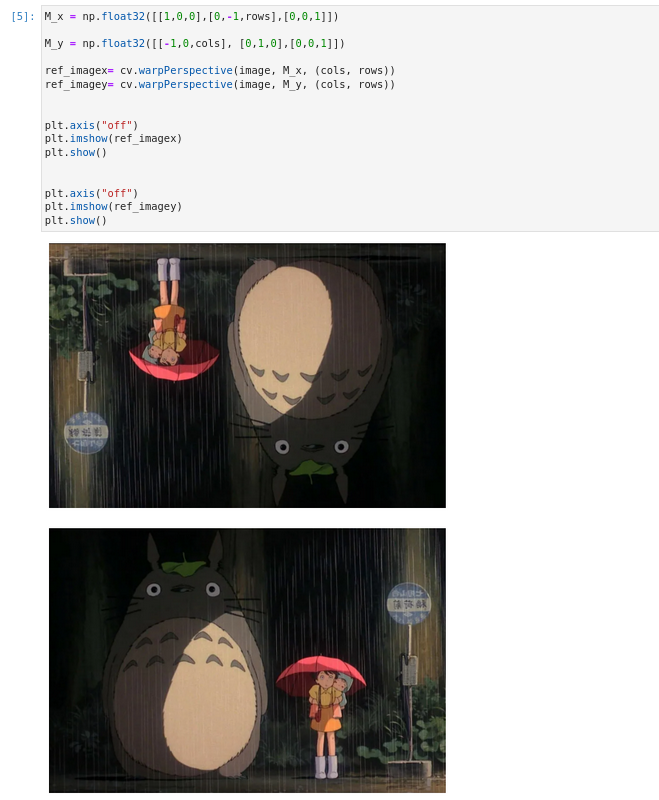 [5]: M_x = np.float32([[1,0,0],[0,-1,rows],[0,0,1]])
M_y = np.float32([[-1,0,cols], [0,1,0],[0,0,1]])
ref_imagex= cv.warpPerspective(image, M_x, (cols, rows))
ref_imagey= cv.warpPerspective(image, M_y, (cols, rows))
plt.axis("off")
plt.imshow(ref_imagex)
plt.show()
plt.axis("off")
plt.imshow(ref_imagey)
plt.show()